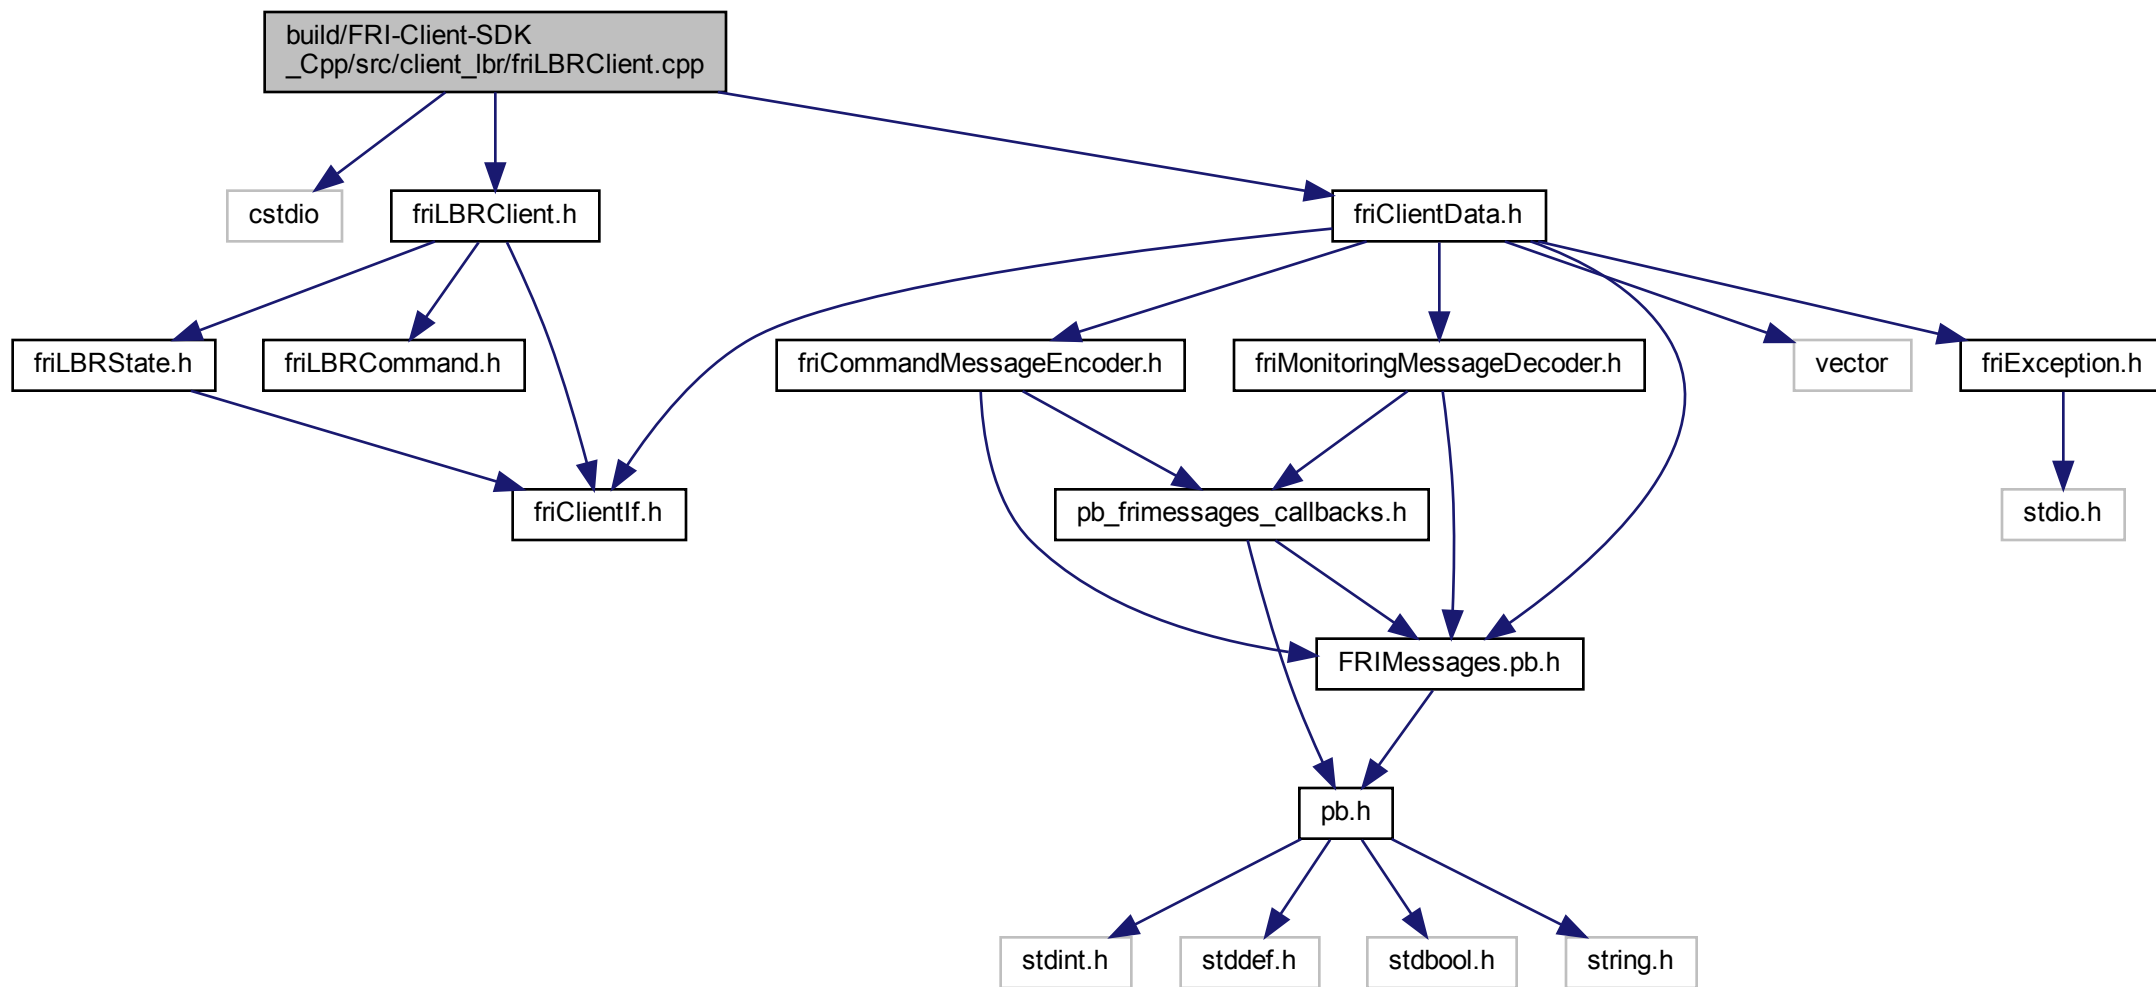 build/FRI-Client-SDK
_Cpp/src/client_lbr/friLBRClient.cpp
cstdio
friLBRClient.h
friClientData.h
friLBRState.h
friLBRCommand.h
friCommandMessageEncoder.h
friMonitoringMessageDecoder.h
vector
friException.h
friClientIf.h
pb_frimessages_callbacks.h
stdio.h
FRIMessages.pb.h
pb.h
stdint.h
stddef.h
stdbool.h
string.h